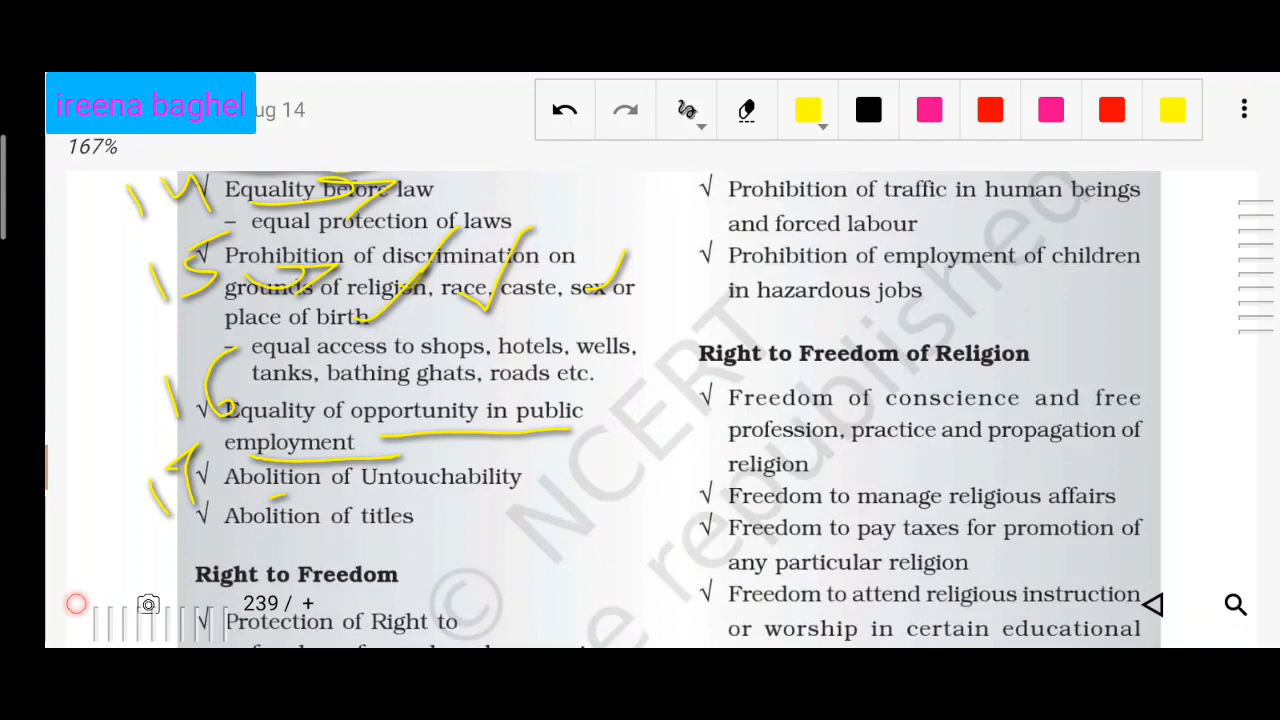 ireena baghel
ug 14
167%
14
√ Equality before law
– equal protection of laws
15
√ Prohibition of discrimination on
grounds of religion, race, caste, sex or
place of birth
– equal access to shops, hotels, wells,
tanks, bathing ghats, roads etc.
16
√ Equality of opportunity in public
employment
17
√ Abolition of Untouchability
√ Abolition of titles
Right to Freedom
√ Protection of Right to
239 / +
√ Prohibition of traffic in human beings
and forced labour
√ Prohibition of employment of children
in hazardous jobs
Right to Freedom of Religion
√ Freedom of conscience and free
profession, practice and propagation of
religion
√ Freedom to manage religious affairs
√ Freedom to pay taxes for promotion of
any particular religion
√ Freedom to attend religious instruction
or worship in certain educational
© NCERT
republished